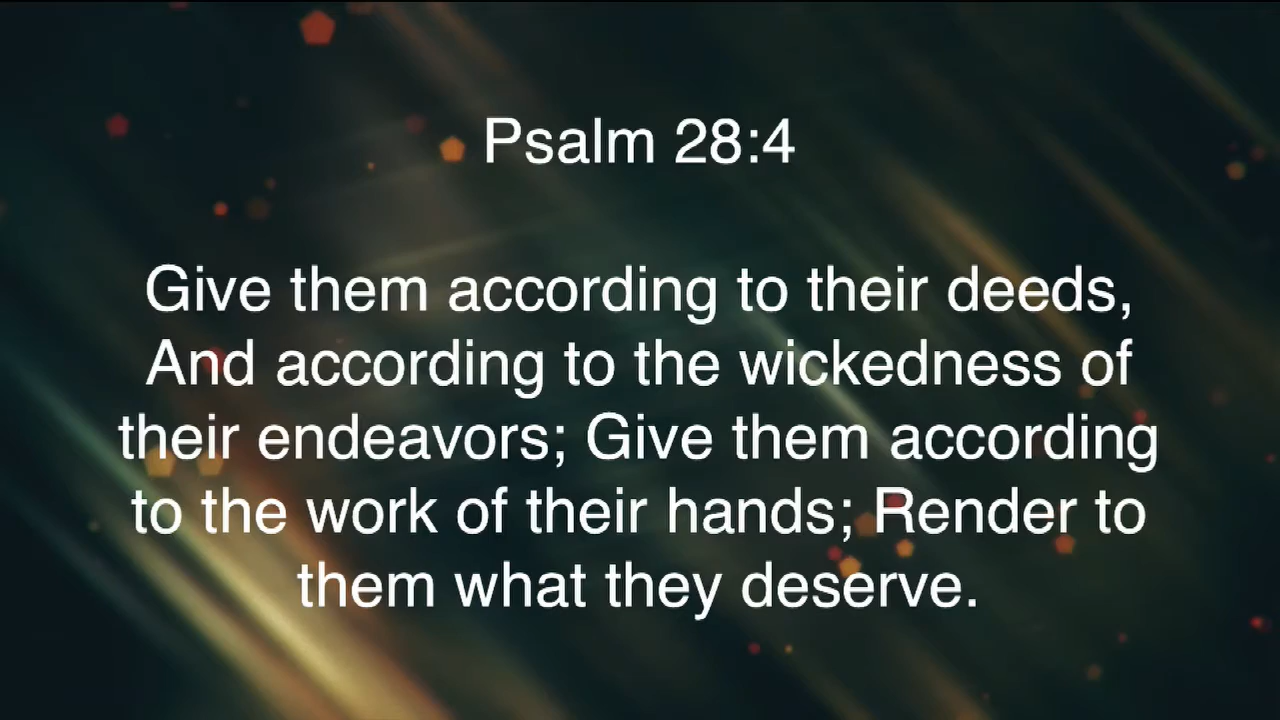 Psalm 28:4
Give them according to their deeds,
And according to the wickedness of
their endeavors; Give them according
to the work of their hands; Render to
them what they deserve.